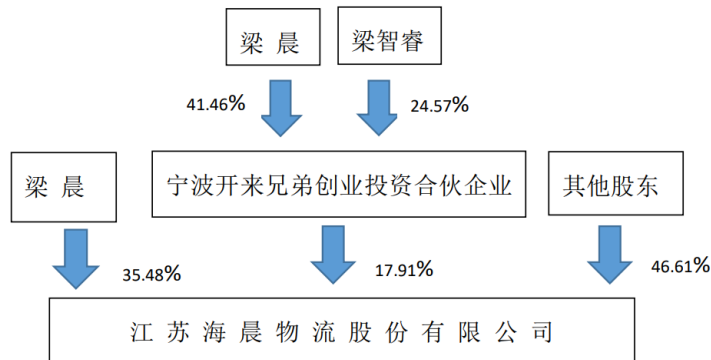 梁 晨
梁智睿
41.46%
24.57%
梁 晨
宁波开来兄弟创业投资合伙企业
其他股东
35.48%
17.91%
46.61%
江苏海晨物流股份有限公司